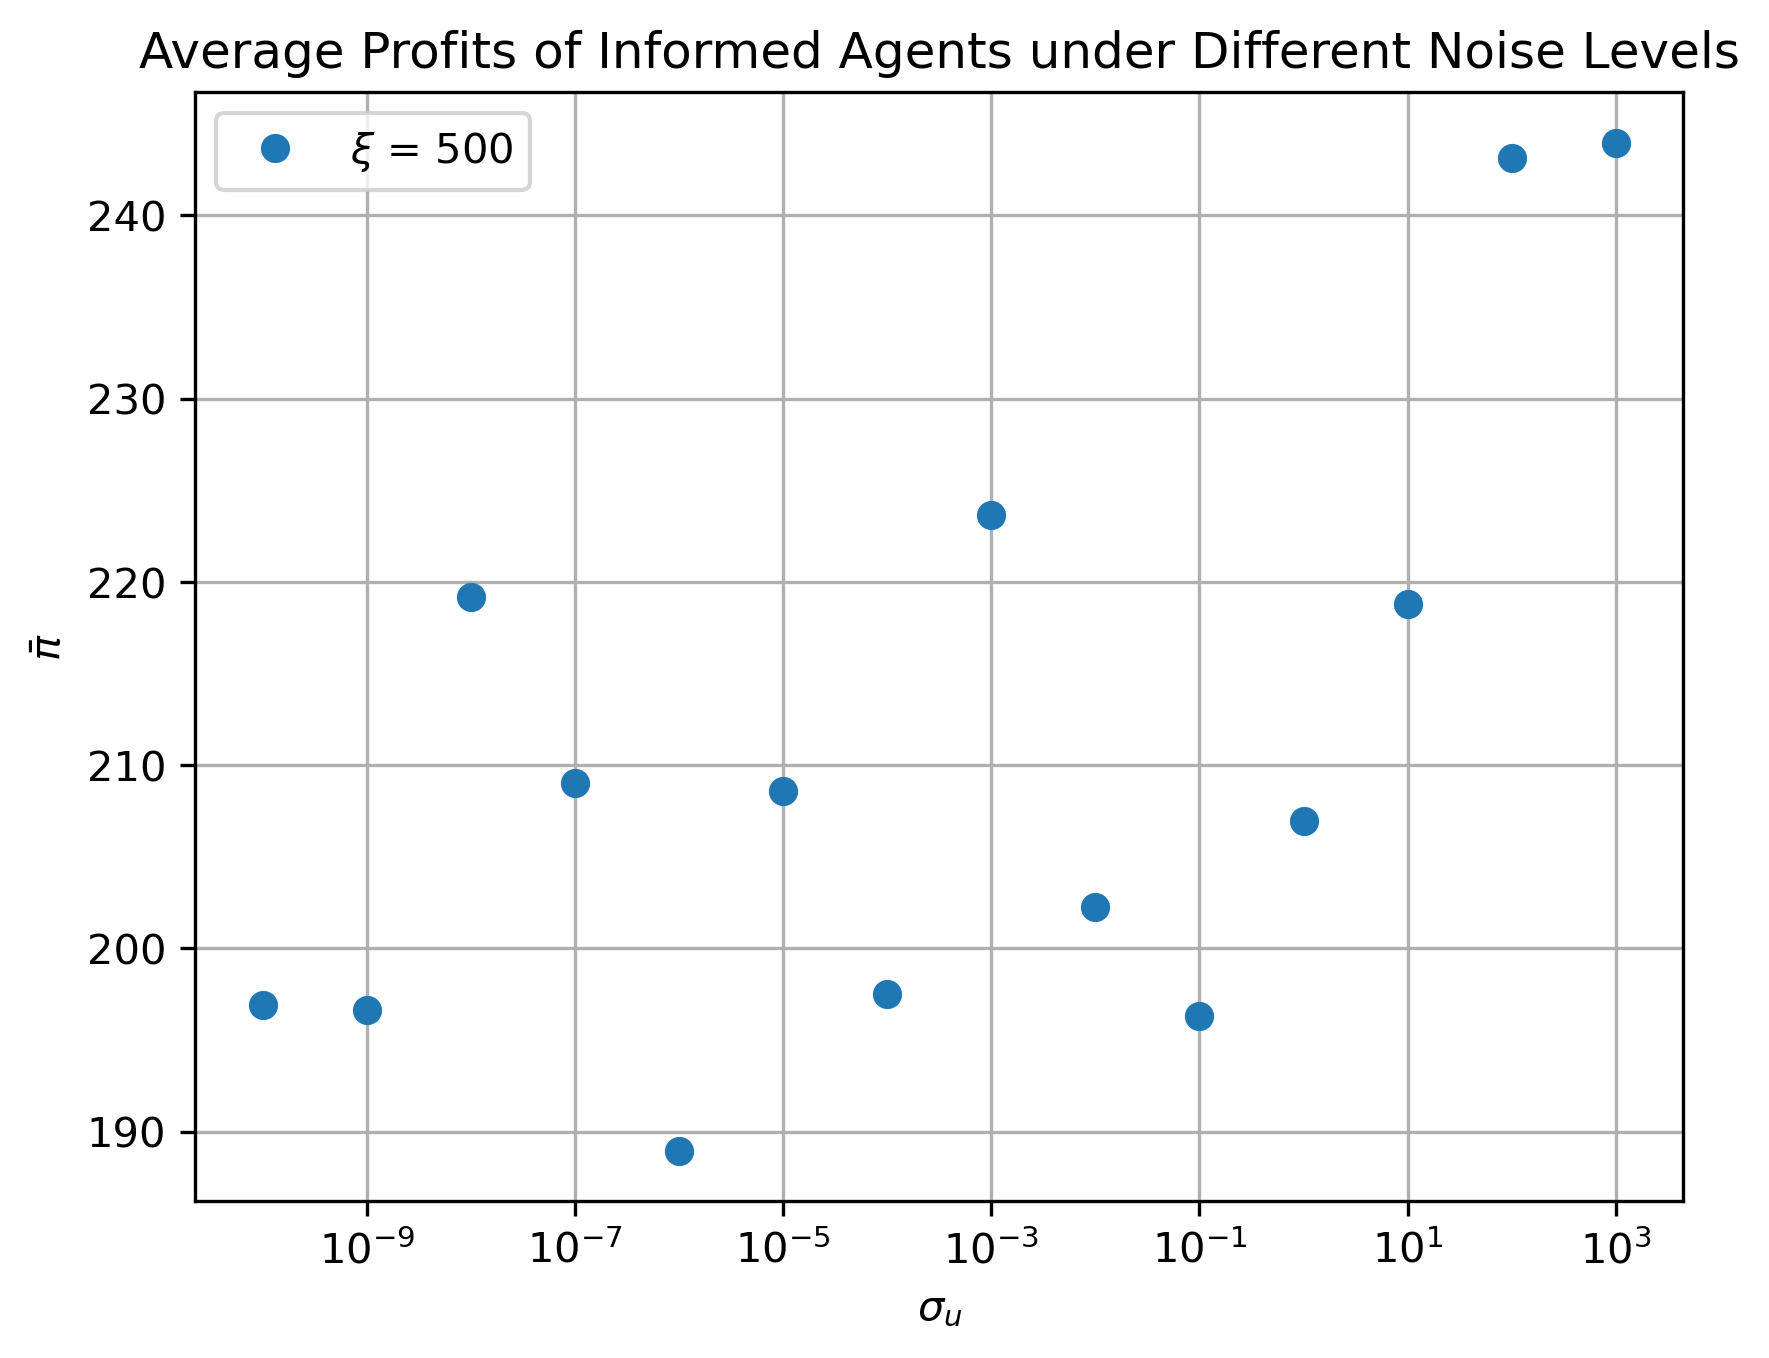 Average Profits of Informed Agents under Different Noise Levels
ξ = 500
240
230
220
210
200
190
π̄
10⁻⁹ 10⁻⁷ 10⁻⁵ 10⁻³ 10⁻¹ 10¹ 10³
σᵤ